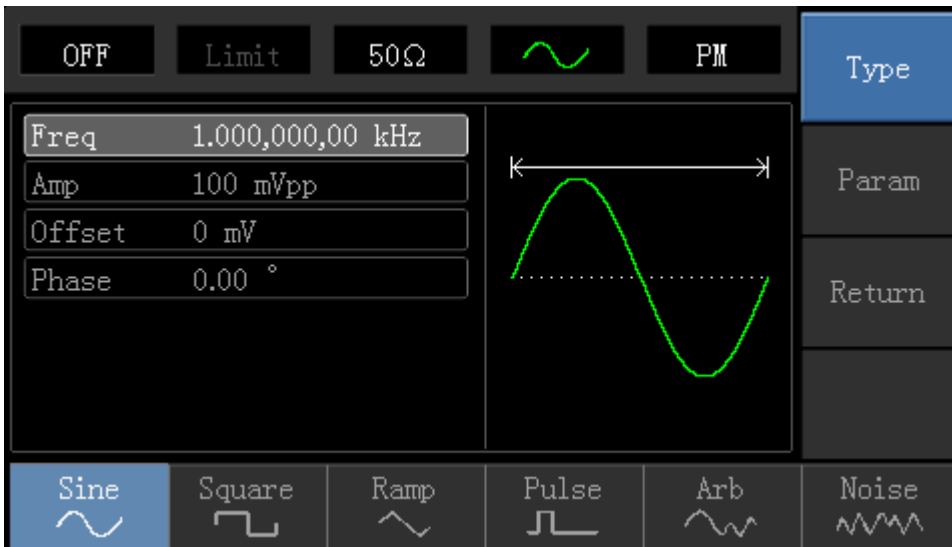 OFF Limit 50Ω PM Type
Freq 1.000,000,00 kHz
Amp 100 mVpp
Offset 0 mV
Phase 0.00 °
Param
Return
Sine Square Ramp Pulse Arb Noise